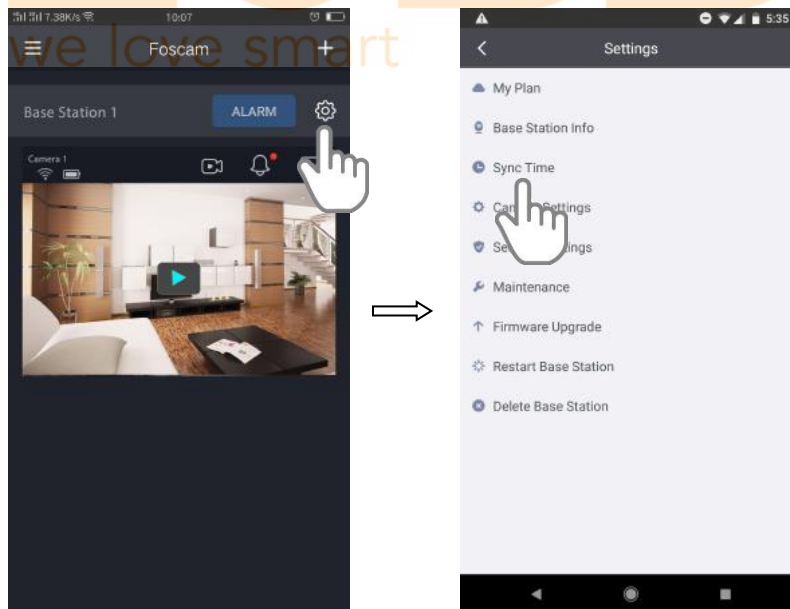 7.38K/s 10:07
we love smart
Foscam
Base Station 1 ALARM
Camera 1
5:35
Settings
My Plan
Base Station Info
Sync Time
Settings
Maintenance
Firmware Upgrade
Restart Base Station
Delete Base Station